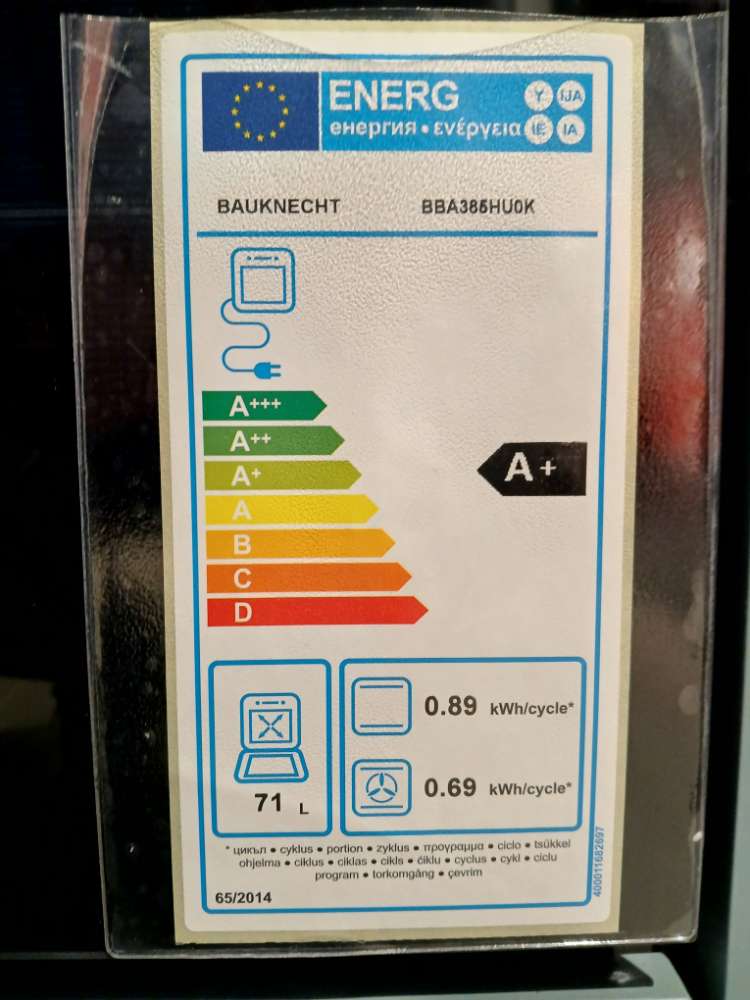 ENERG
Y IJA
енергия • ενέργεια
IE IA
BAUKNECHT BBA385HU0K
A+++
A++
A+
A+
A
B
C
D
0.89 kWh/cycle*
0.69 kWh/cycle*
71 L
* цикъл • cyklus • portion • zyklus • πρόγραμμα • ciclo • tsükkel
ohjelma • ciklus • ciklas • cikls • ċiklu • cyclus • cykl • ciclu
program • torkomgång • çevrim
65/2014
400011682697